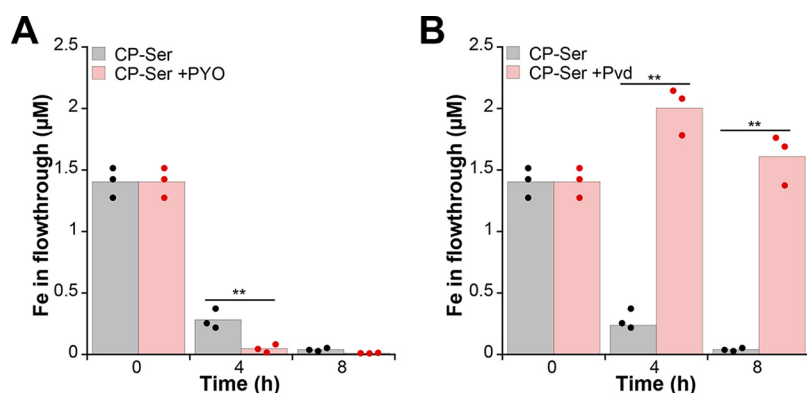 A
CP-Ser
CP-Ser +PYO
Fe in flowthrough (µM)
2.5
2
1.5
1
0.5
0
**
0 4 8
Time (h)
B
CP-Ser
CP-Ser +Pvd
Fe in flowthrough (µM)
2.5
2
1.5
1
0.5
0
**
**
0 4 8
Time (h)